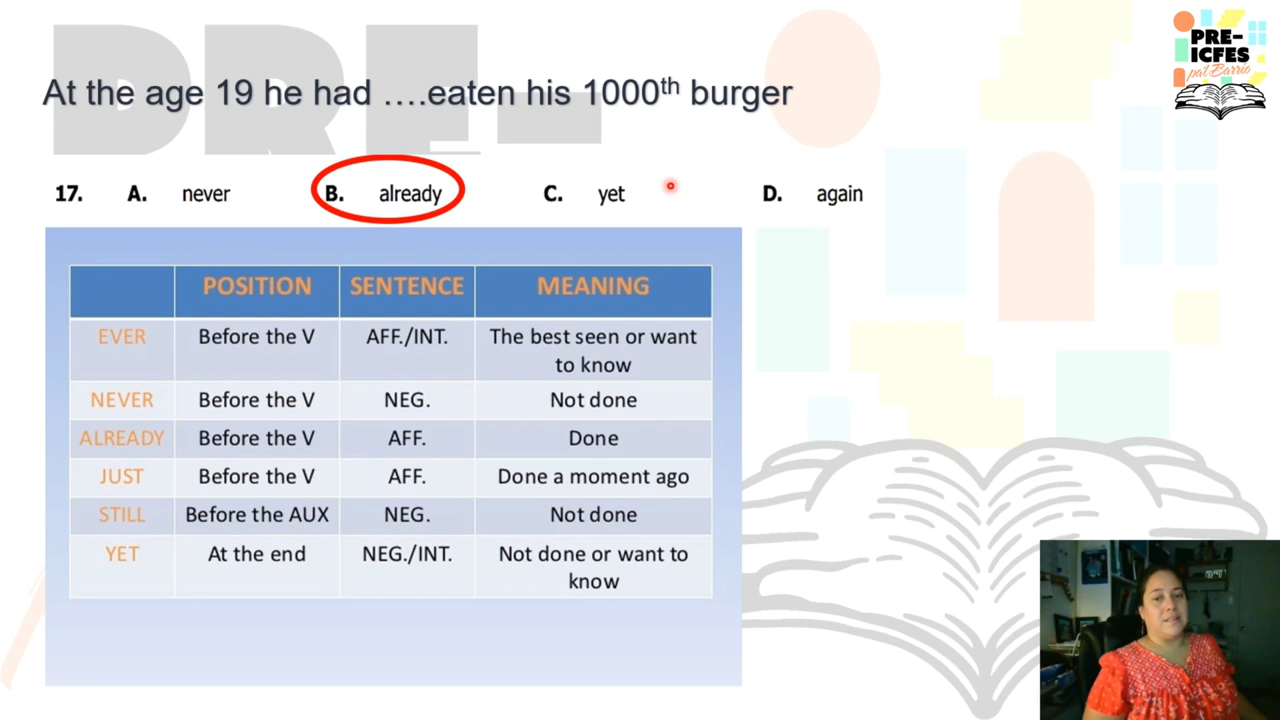 PRE-
ICFES
pa'l Barrio
At the age 19 he had ….eaten his 1000th burger
17. A. never B. already C. yet D. again
POSITION SENTENCE MEANING
EVER Before the V AFF./INT. The best seen or want
to know
NEVER Before the V NEG. Not done
ALREADY Before the V AFF. Done
JUST Before the V AFF. Done a moment ago
STILL Before the AUX NEG. Not done
YET At the end NEG./INT. Not done or want to
know